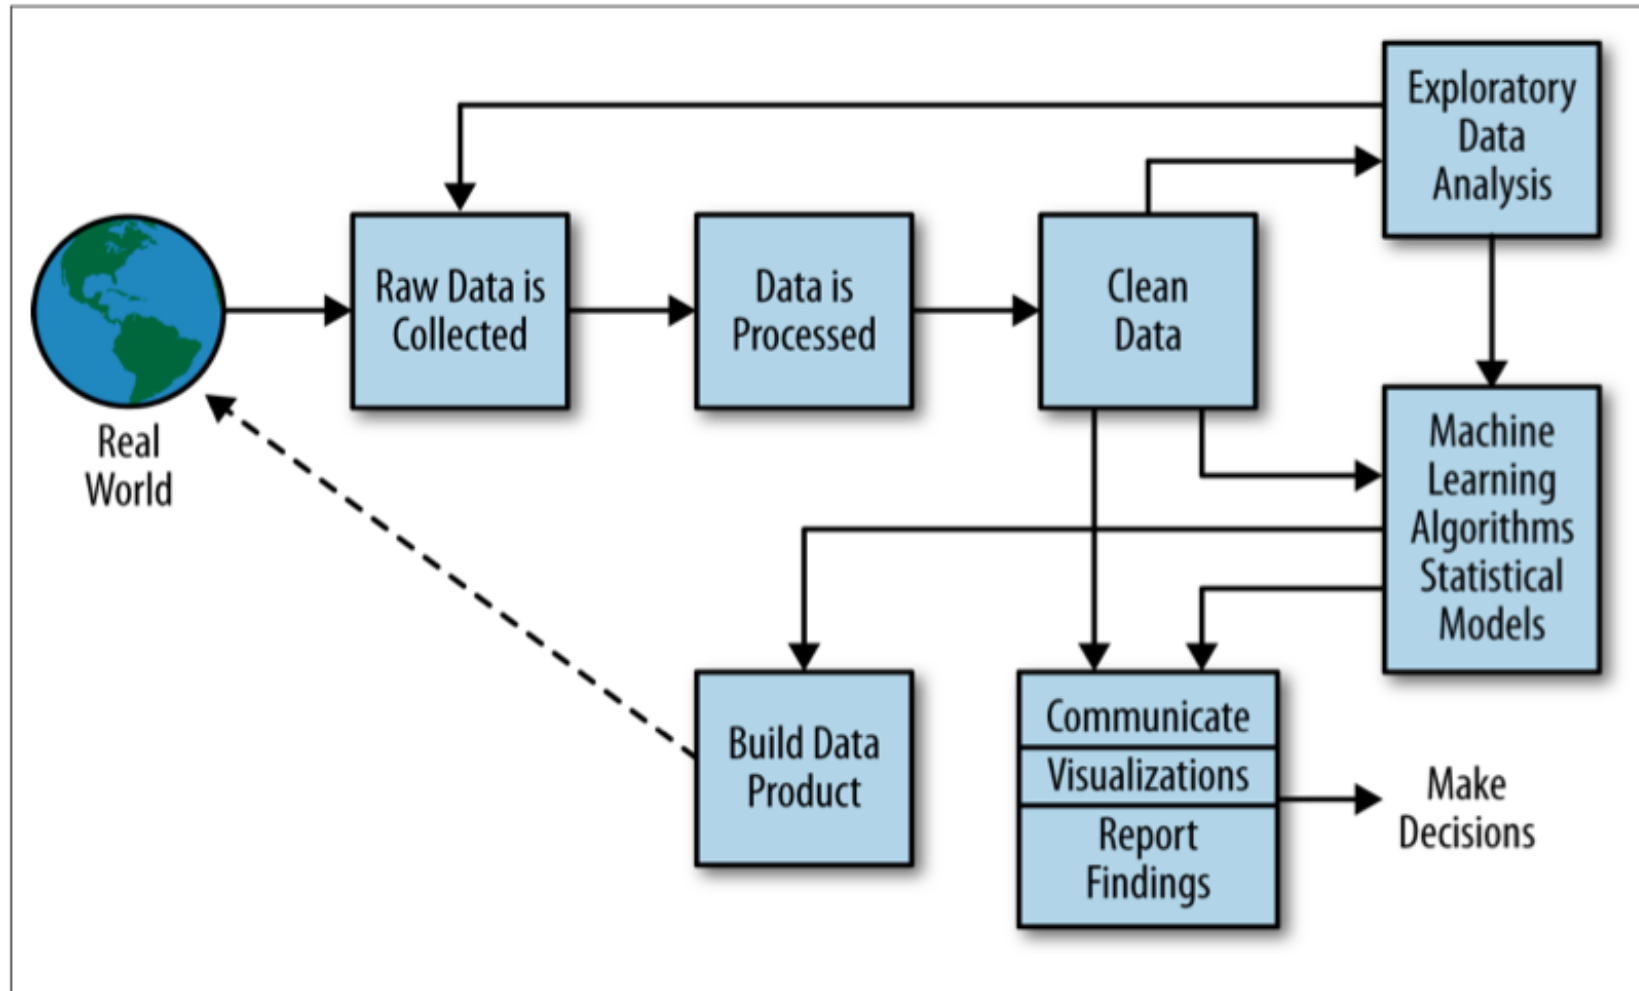 Exploratory
Data
Analysis
Raw Data is
Collected
Data is
Processed
Clean
Data
Real
World
Machine
Learning
Algorithms
Statistical
Models
Build Data
Product
Communicate
Visualizations
Report
Findings
Make
Decisions